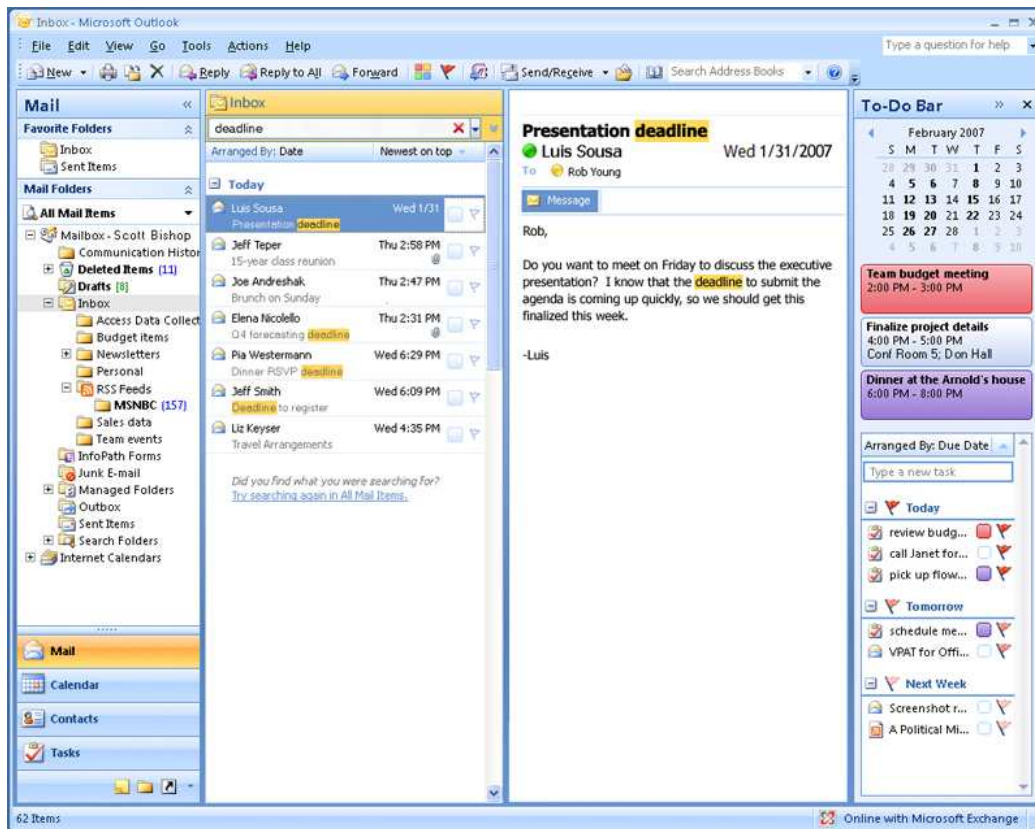 Inbox - Microsoft Outlook
File Edit View Go Tools Actions Help
Type a question for help
New Reply Reply to All Forward Send/Receive Search Address Books
Mail
Favorite Folders
Inbox
Sent Items
Mail Folders
All Mail Items
Mailbox - Scott Bishop
Communication Histor
Deleted Items (11)
Drafts [8]
Inbox
Access Data Collect
Budget items
Newsletters
Personal
RSS Feeds
MSNBC (157)
Sales data
Team events
InfoPath Forms
Junk E-mail
Managed Folders
Outbox
Sent Items
Search Folders
Internet Calendars
Mail
Calendar
Contacts
Tasks
Inbox
deadline
Arranged By: Date Newest on top
Today
Luis Sousa Wed 1/31
Presentation deadline
Jeff Teper Thu 2:58 PM
15-year class reunion
Joe Andreshak Thu 2:47 PM
Brunch on Sunday
Elena Nicolello Thu 2:31 PM
Q4 forecasting deadline
Pia Westermann Wed 6:29 PM
Dinner RSVP deadline
Jeff Smith Wed 6:09 PM
Deadline to register
Liz Keyser Wed 4:35 PM
Travel Arrangements
Did you find what you were searching for?
Try searching again in All Mail Items.
Presentation deadline
Luis Sousa Wed 1/31/2007
To Rob Young
Message
Rob,
Do you want to meet on Friday to discuss the executive
presentation? I know that the deadline to submit the
agenda is coming up quickly, so we should get this
finalized this week.
-Luis
To-Do Bar
February 2007
S M T W T F S
28 29 30 31 1 2 3
4 5 6 7 8 9 10
11 12 13 14 15 16 17
18 19 20 21 22 23 24
25 26 27 28 1 2 3
4 5 6 7 8 9 10
Team budget meeting
2:00 PM - 3:00 PM
Finalize project details
4:00 PM - 5:00 PM
Conf Room 5; Don Hall
Dinner at the Arnold's house
6:00 PM - 8:00 PM
Arranged By: Due Date
Type a new task
Today
review budg...
call Janet for...
pick up flow...
Tomorrow
schedule me...
VPAT for Offi...
Next Week
Screenshot r...
A Political Mi...
62 Items
Online with Microsoft Exchange